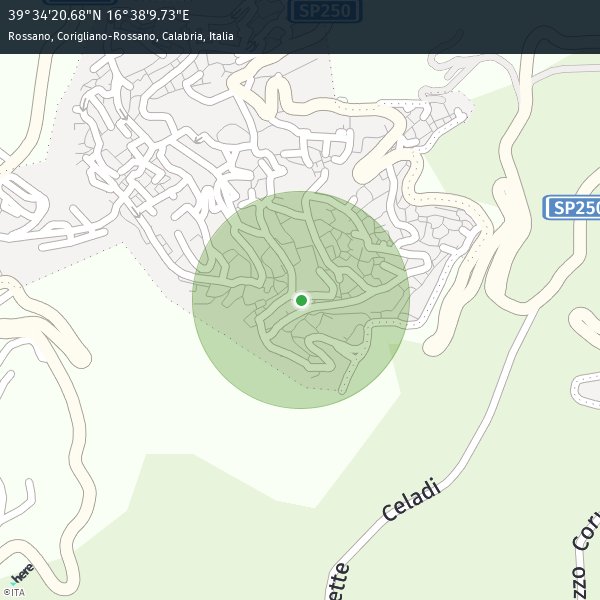 39°34'20.68"N 16°38'9.73"E
Rossano, Corigliano-Rossano, Calabria, Italia
SP250
SP250
Celadi
ette
zzo Coru
here
©ITA